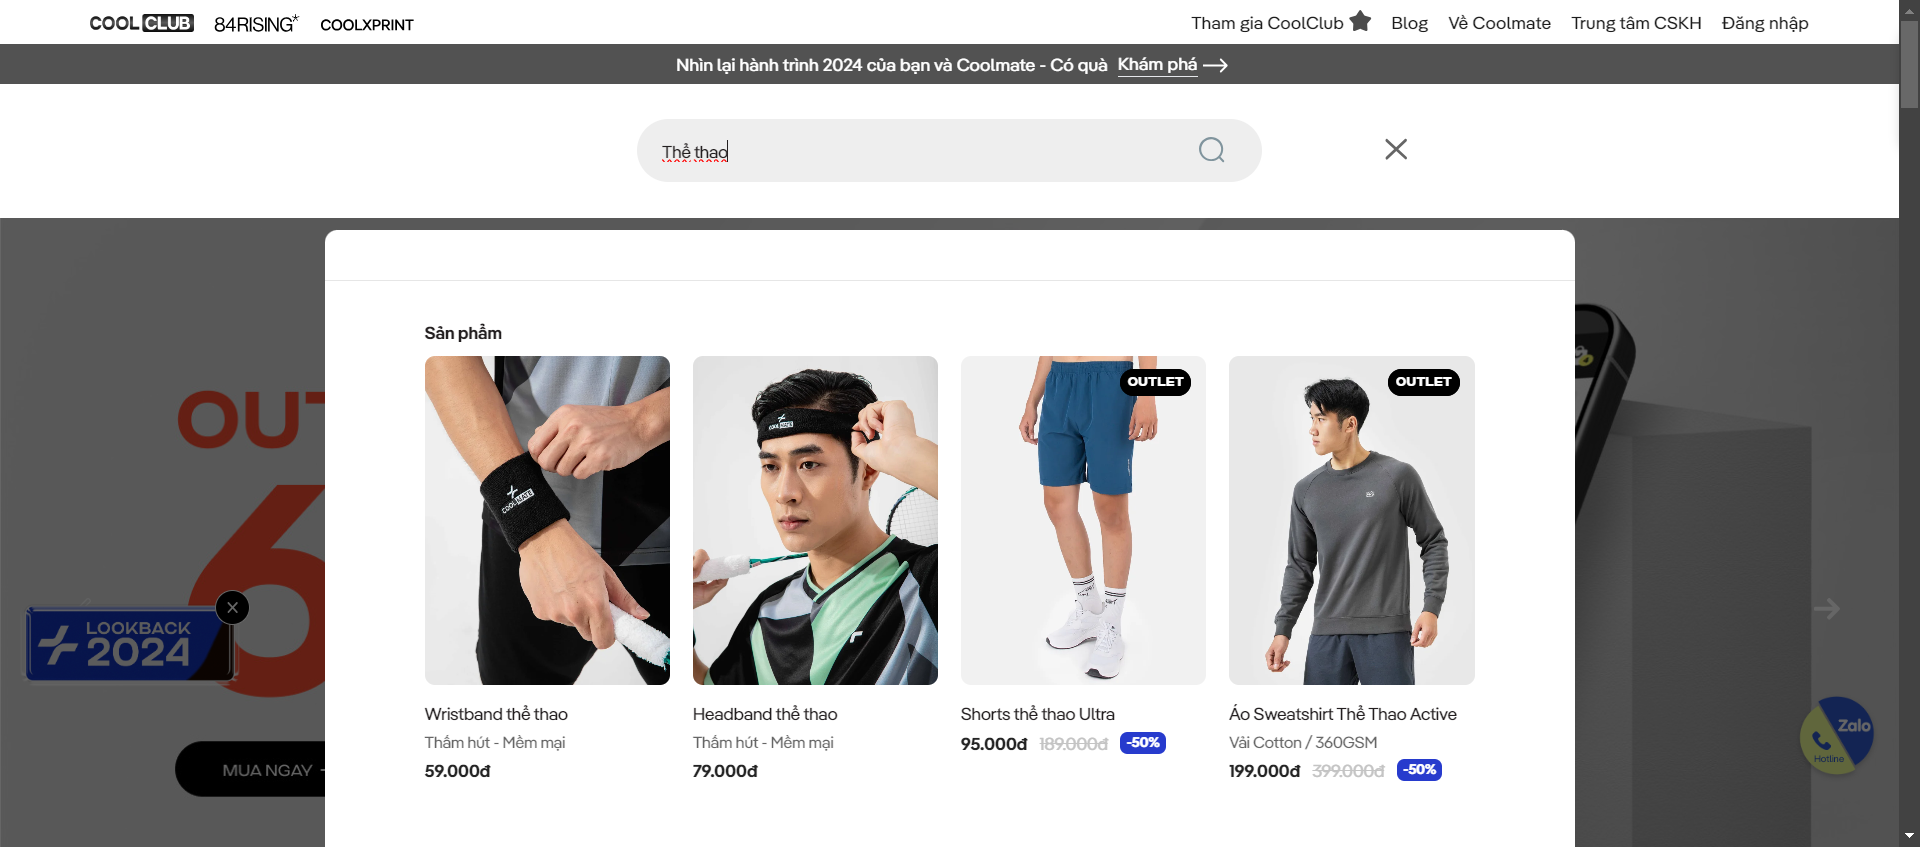 COOLCLUB 84RISING* COOLXPRINT
Tham gia CoolClub Blog Về Coolmate Trung tâm CSKH Đăng nhập
Nhìn lại hành trình 2024 của bạn và Coolmate - Có quà Khám phá
Thể thao
Sản phẩm
OUTLET
OUTLET
COOLMATE
COOLMATE
OU
6
LOOKBACK
2024
MUA NGAY
Wristband thể thao
Thấm hút - Mềm mại
59.000đ
Headband thể thao
Thấm hút - Mềm mại
79.000đ
Shorts thể thao Ultra
95.000đ 189.000đ -50%
Áo Sweatshirt Thể Thao Active
Vải Cotton / 360GSM
199.000đ 399.000đ -50%
Zalo
Hotline